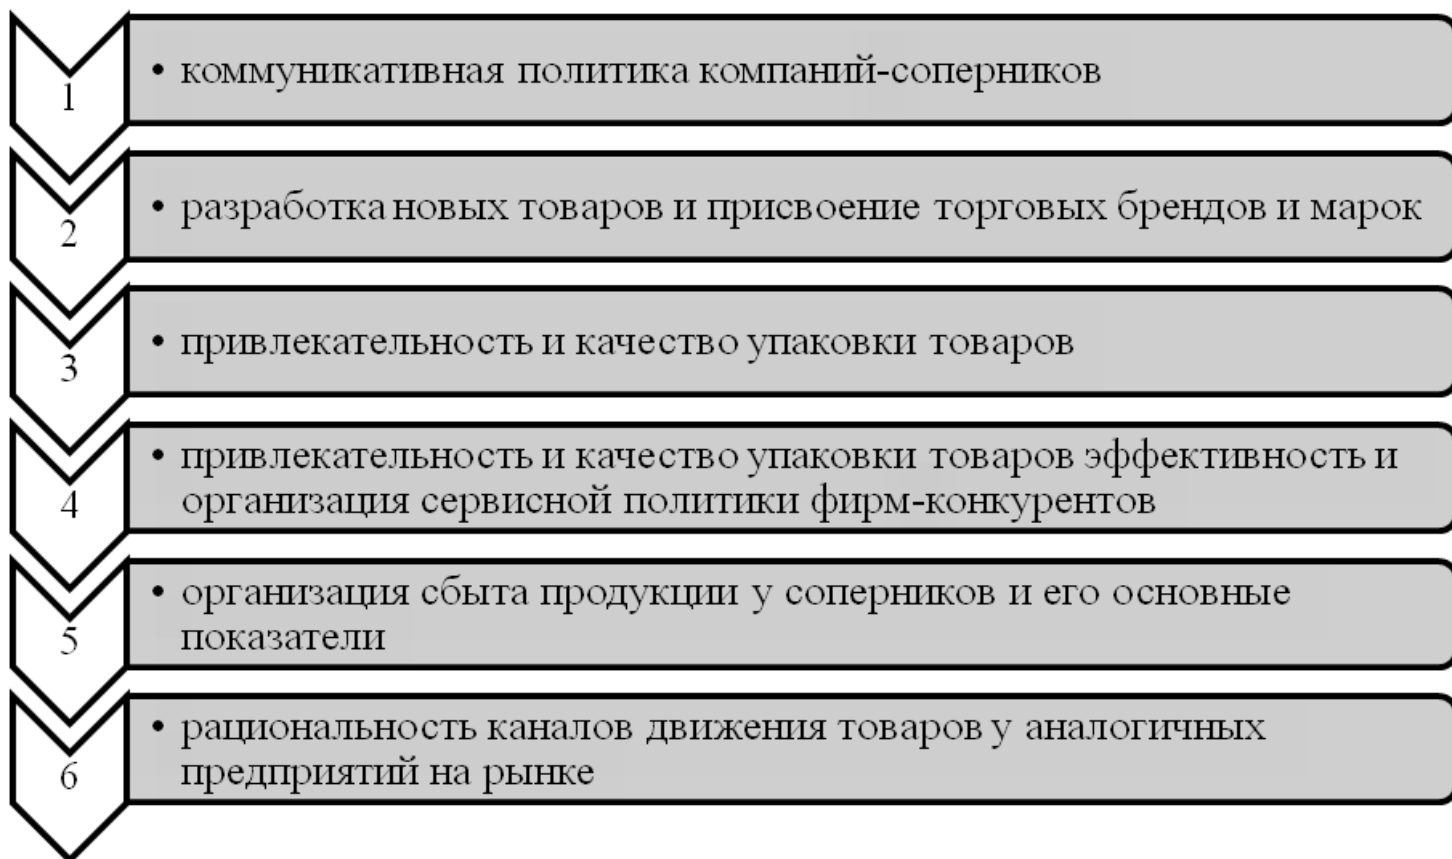 1
• коммуникативная политика компаний-соперников
2
• разработка новых товаров и присвоение торговых брендов и марок
3
• привлекательность и качество упаковки товаров
4
• привлекательность и качество упаковки товаров эффективность и
организация сервисной политики фирм-конкурентов
5
• организация сбыта продукции у соперников и его основные
показатели
6
• рациональность каналов движения товаров у аналогичных
предприятий на рынке